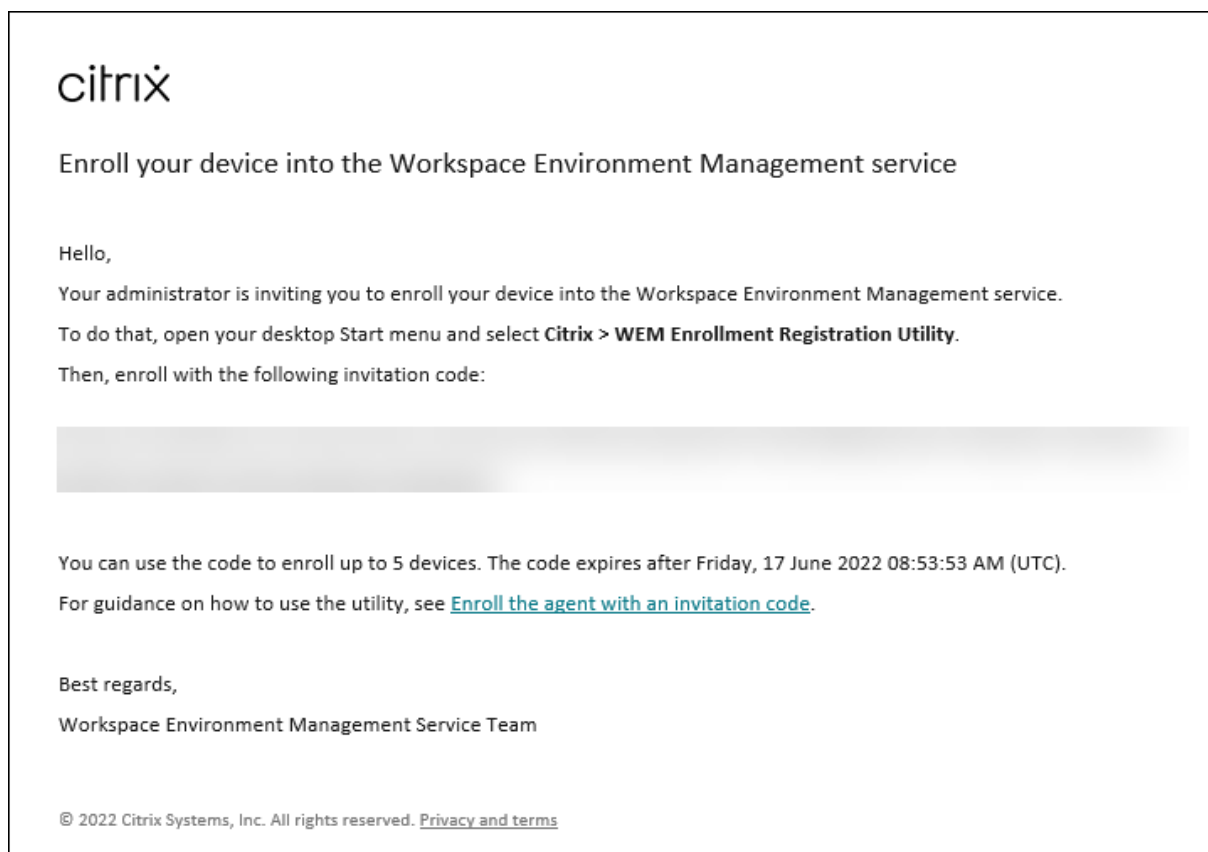 citrix
Enroll your device into the Workspace Environment Management service
Hello,
Your administrator is inviting you to enroll your device into the Workspace Environment Management service.
To do that, open your desktop Start menu and select Citrix > WEM Enrollment Registration Utility.
Then, enroll with the following invitation code:
You can use the code to enroll up to 5 devices. The code expires after Friday, 17 June 2022 08:53:53 AM (UTC).
For guidance on how to use the utility, see Enroll the agent with an invitation code.
Best regards,
Workspace Environment Management Service Team
© 2022 Citrix Systems, Inc. All rights reserved. Privacy and terms